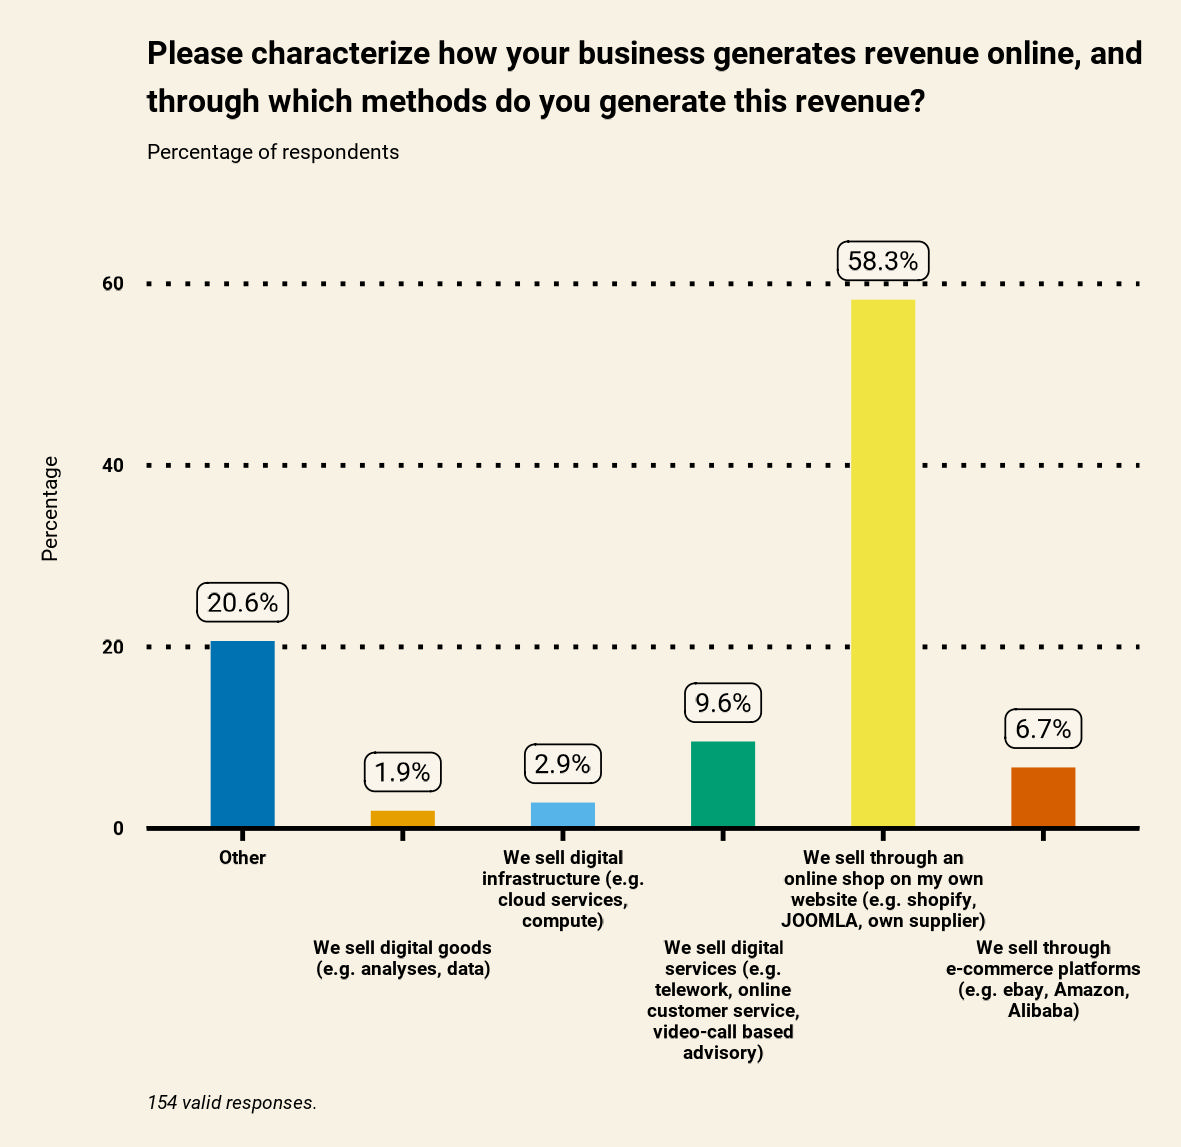 Please characterize how your business generates revenue online, and
through which methods do you generate this revenue?
Percentage of respondents
Percentage
60
40
20
0
20.6%
1.9%
2.9%
9.6%
58.3%
6.7%
Other
We sell digital goods
(e.g. analyses, data)
We sell digital
infrastructure (e.g.
cloud services,
compute)
We sell digital
services (e.g.
telework, online
customer service,
video-call based
advisory)
We sell through an
online shop on my own
website (e.g. shopify,
JOOMLA, own supplier)
We sell through
e-commerce platforms
(e.g. ebay, Amazon,
Alibaba)
154 valid responses.